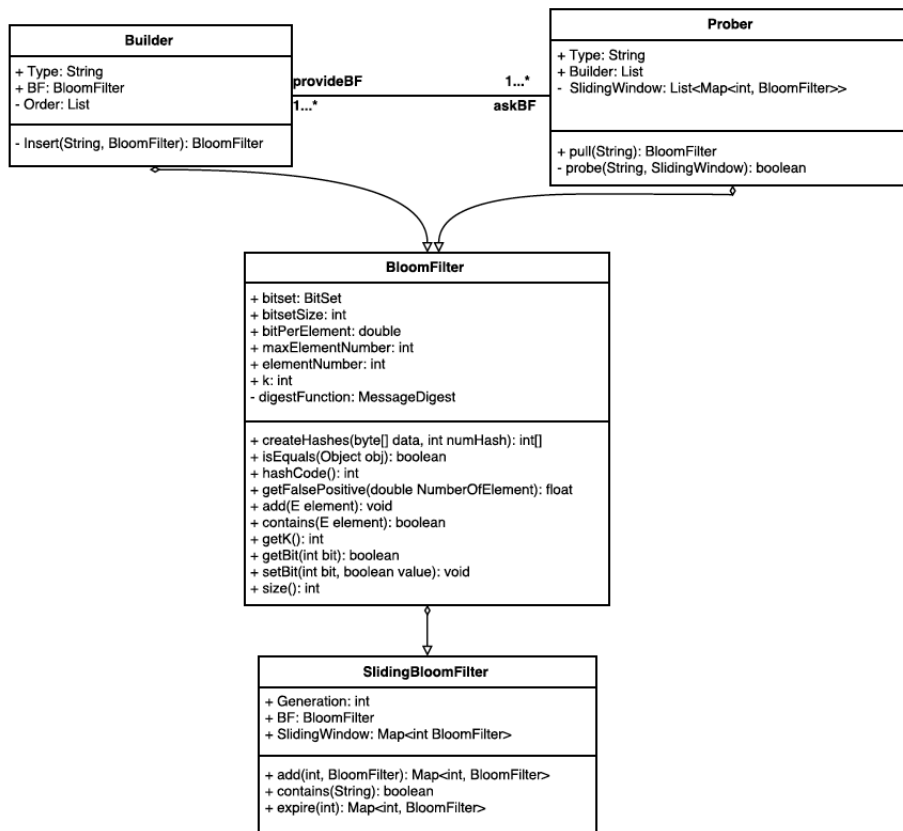 Builder
+ Type: String
+ BF: BloomFilter
- Order: List
- Insert(String, BloomFilter): BloomFilter
provideBF
1...*
1...*
askBF
Prober
+ Type: String
+ Builder: List
- SlidingWindow: List<Map<int, BloomFilter>>
+ pull(String): BloomFilter
- probe(String, SlidingWindow): boolean
BloomFilter
+ bitset: BitSet
+ bitsetSize: int
+ bitPerElement: double
+ maxElementNumber: int
+ elementNumber: int
+ k: int
- digestFunction: MessageDigest
+ createHashes(byte[] data, int numHash): int[]
+ isEquals(Object obj): boolean
+ hashCode(): int
+ getFalsePositive(double NumberOfElement): float
+ add(E element): void
+ contains(E element): boolean
+ getK(): int
+ getBit(int bit): boolean
+ setBit(int bit, boolean value): void
+ size(): int
SlidingBloomFilter
+ Generation: int
+ BF: BloomFilter
+ SlidingWindow: Map<int BloomFilter>
+ add(int, BloomFilter): Map<int, BloomFilter>
+ contains(String): boolean
+ expire(int): Map<int, BloomFilter>